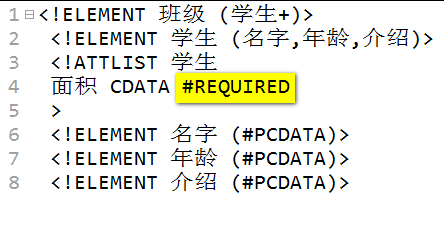 1 <!ELEMENT 班级 (学生+)>
2 <!ELEMENT 学生 (名字,年龄,介绍)>
3 <!ATTLIST 学生
4 面积 CDATA #REQUIRED
5 >
6 <!ELEMENT 名字 (#PCDATA)>
7 <!ELEMENT 年龄 (#PCDATA)>
8 <!ELEMENT 介绍 (#PCDATA)>